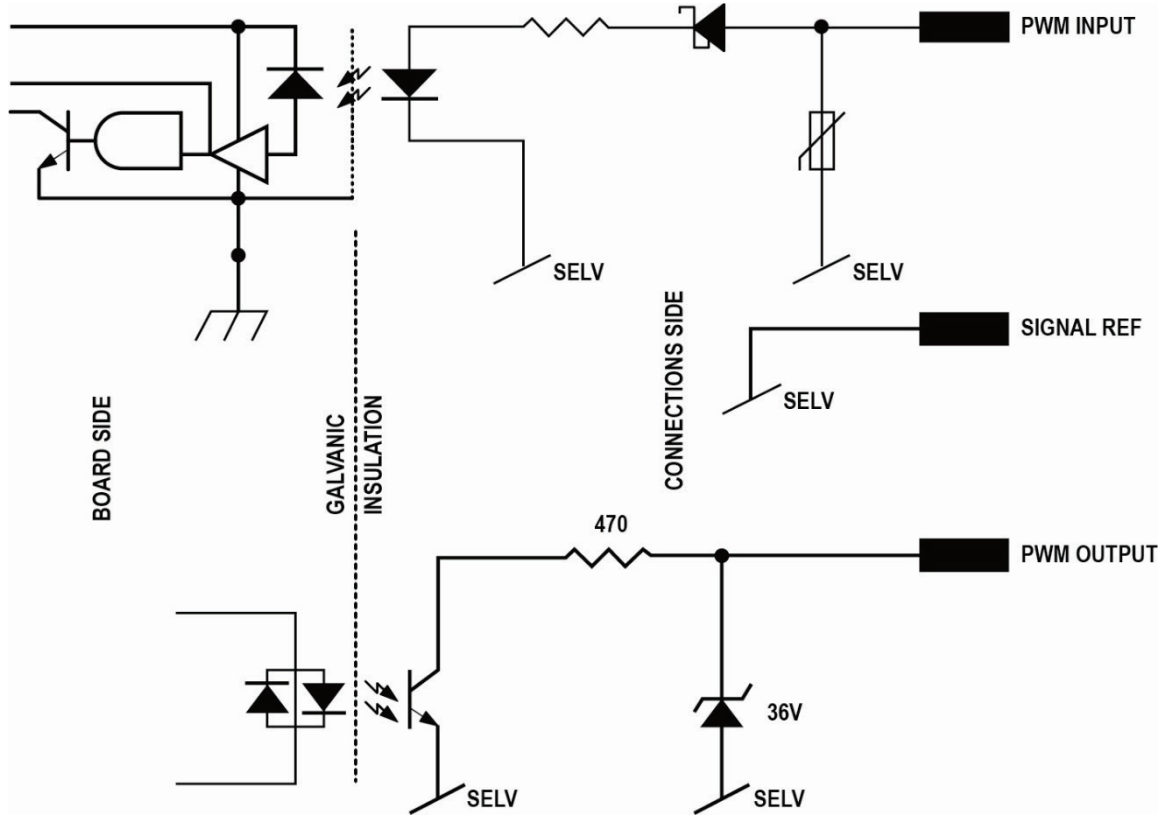 PWM INPUT
SELV
SELV
SIGNAL REF
SELV
BOARD SIDE
GALVANIC
INSULATION
CONNECTIONS SIDE
470
PWM OUTPUT
36V
SELV
SELV